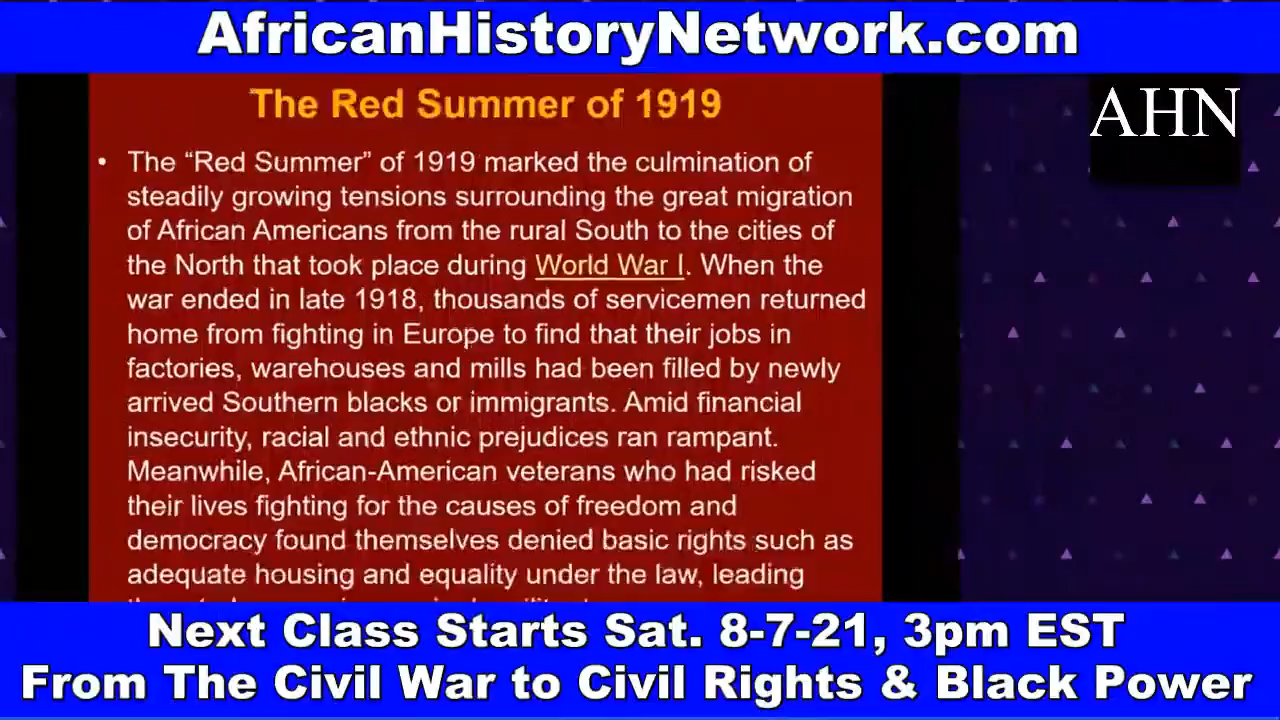 AfricanHistoryNetwork.com
The Red Summer of 1919
AHN
• The “Red Summer” of 1919 marked the culmination of
steadily growing tensions surrounding the great migration
of African Americans from the rural South to the cities of
the North that took place during World War I. When the
war ended in late 1918, thousands of servicemen returned
home from fighting in Europe to find that their jobs in
factories, warehouses and mills had been filled by newly
arrived Southern blacks or immigrants. Amid financial
insecurity, racial and ethnic prejudices ran rampant.
Meanwhile, African-American veterans who had risked
their lives fighting for the causes of freedom and
democracy found themselves denied basic rights such as
adequate housing and equality under the law, leading
Next Class Starts Sat. 8-7-21, 3pm EST
From The Civil War to Civil Rights & Black Power